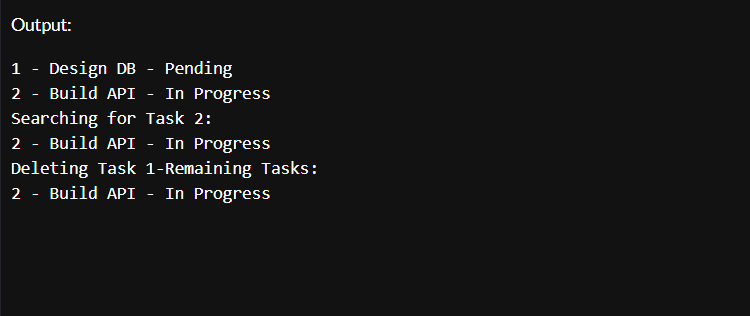 Output:
1 - Design DB - Pending
2 - Build API - In Progress
Searching for Task 2:
2 - Build API - In Progress
Deleting Task 1-Remaining Tasks:
2 - Build API - In Progress